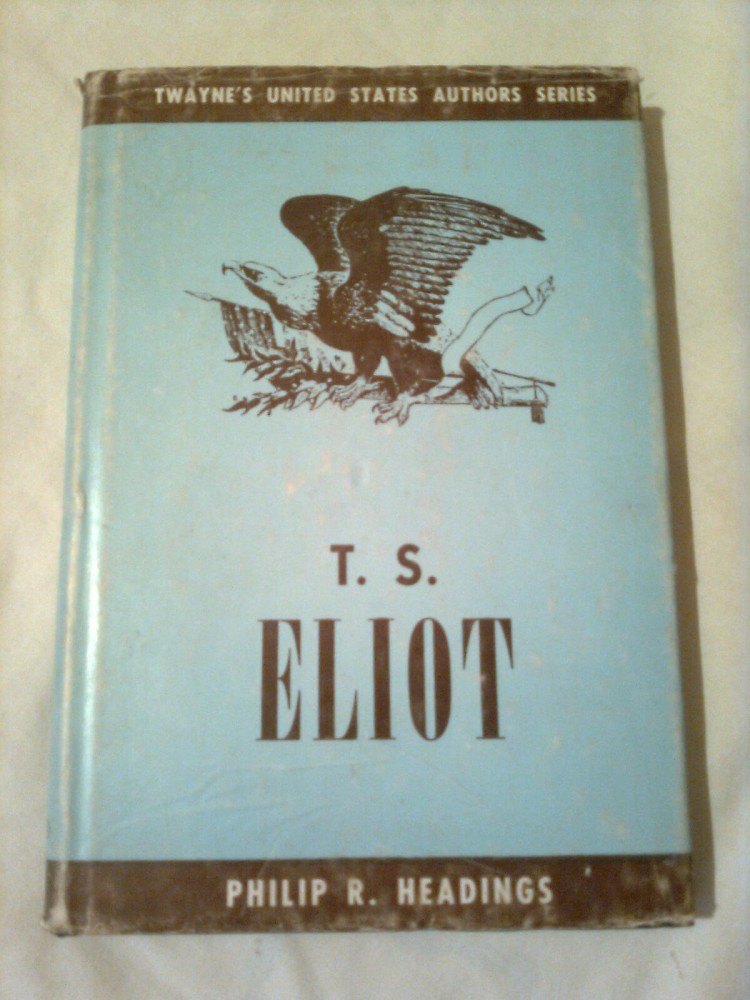 TWAYNE'S UNITED STATES AUTHORS SERIES
T. S.
ELIOT
PHILIP R. HEADINGS